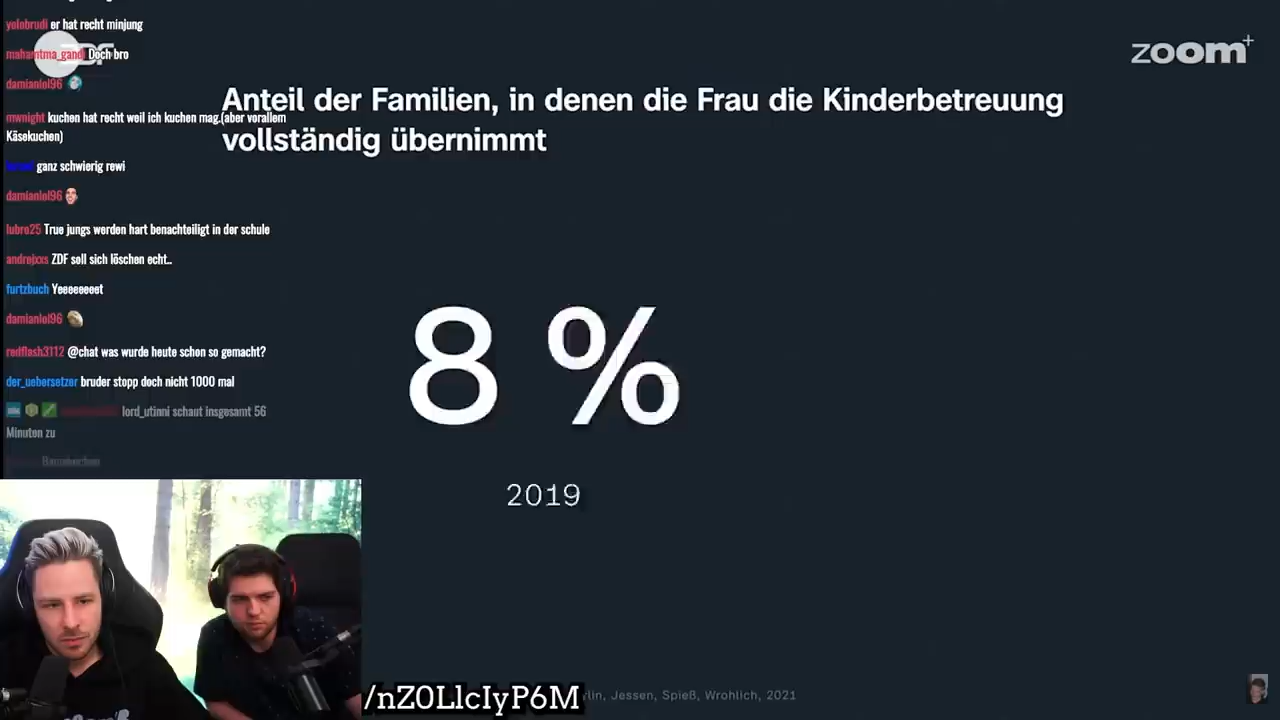 yolobrudi er hat recht minjung
mahamtma_gandi Doch bro
ZDF
zoom+
damianlol96
Anteil der Familien, in denen die Frau die Kinderbetreuung
vollständig übernimmt
mwnight kuchen hat recht weil ich kuchen mag.(aber vorallem
Käsekuchen)
ganz schwierig rewi
damianlol96
lubre25 True jungs werden hart benachteiligt in der schule
andrejxxs ZDF soll sich löschen echt..
furtzbuch Yeeeeeeeet
damianlol96
redflash3112 @chat was wurde heute schon so gemacht?
der_uebersetzer bruder stopp doch nicht 1000 mal
lord_utinni schaut insgesamt 56
Minuten zu
8 %
2019
/nZ0LlcIyP6M
Jessen, Spieß, Wrohlich, 2021